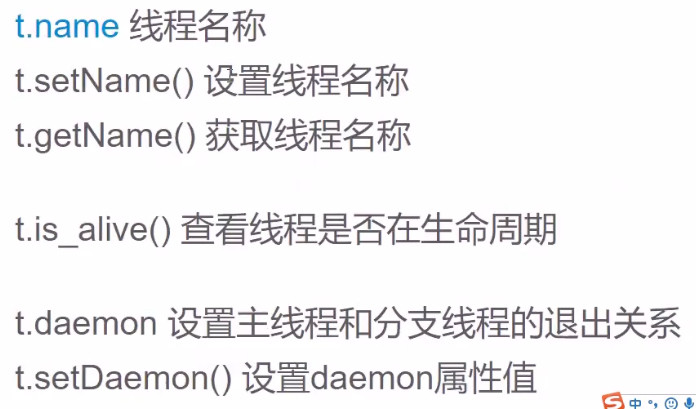 t.name 线程名称
t.setName() 设置线程名称
t.getName() 获取线程名称
t.is_alive() 查看线程是否在生命周期
t.daemon 设置主线程和分支线程的退出关系
t.setDaemon() 设置daemon属性值
S 中